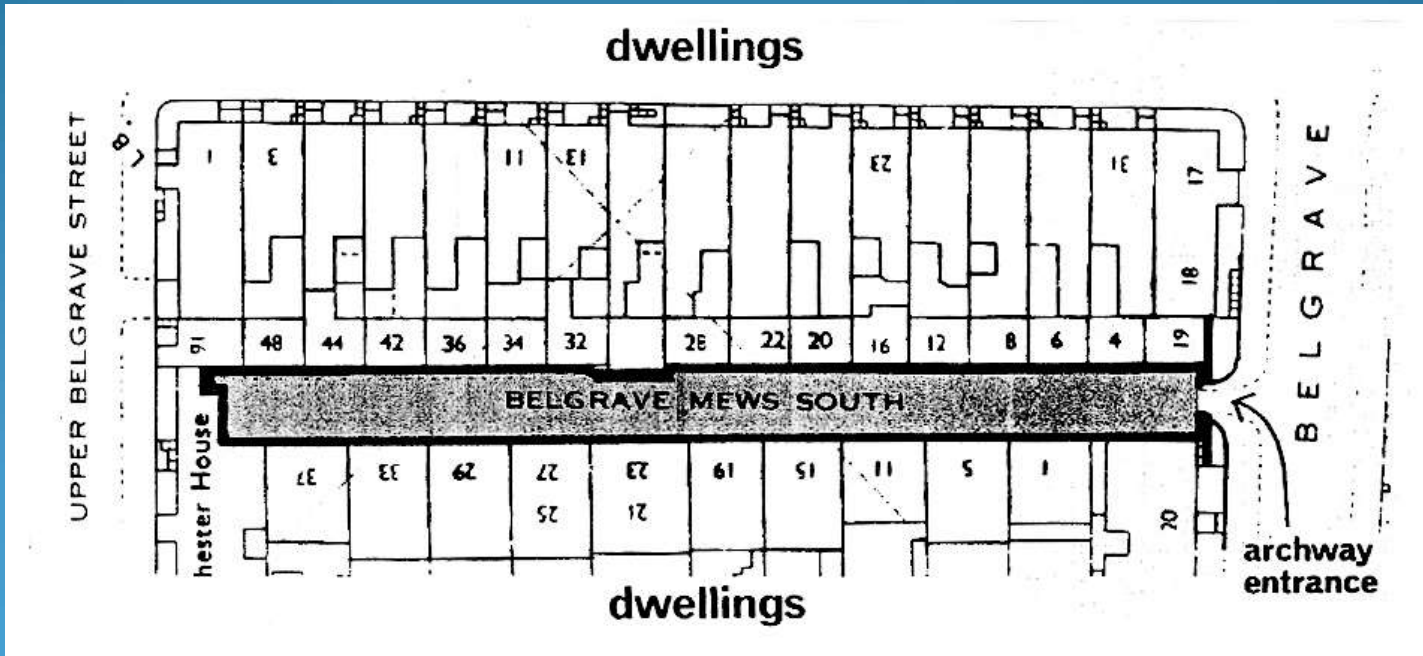 dwellings
UPPER BELGRAVE STREET
1 3 11 13 23 31 17
18
16 48 44 42 36 34 32 28 22 20 16 12 8 6 4 19
BELGRAVE MEWS SOUTH
BELGRAVE
hester House
37 33 29 27 23 19 15 11 5 1
25 21 20
archway
entrance
dwellings